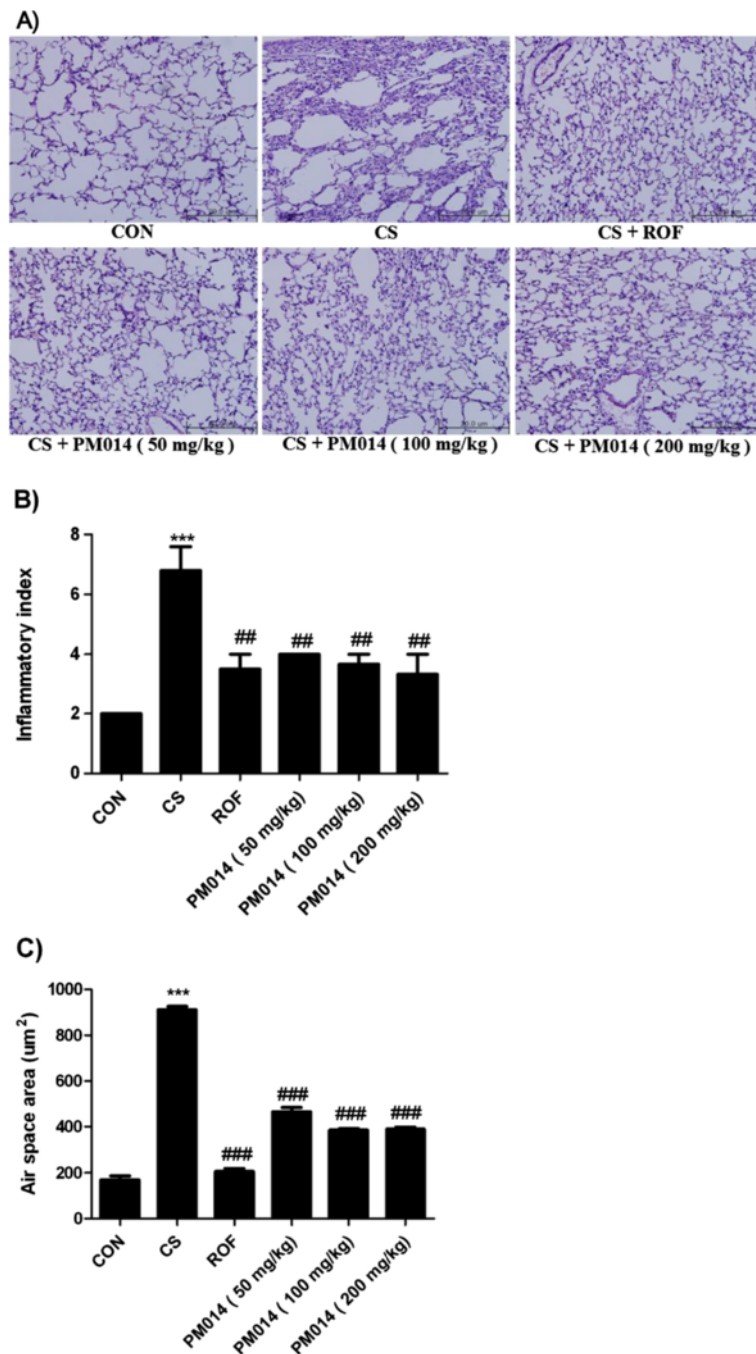 A)
CON CS CS + ROF
CS + PM014 ( 50 mg/kg ) CS + PM014 ( 100 mg/kg ) CS + PM014 ( 200 mg/kg )
B)
Inflammatory index
8
6
4
2
0
***
##
##
##
##
CON
CS
ROF
PM014 ( 50 mg/kg)
PM014 ( 100 mg/kg)
PM014 ( 200 mg/kg)
C)
Air space area (um²)
1000
800
600
400
200
0
***
###
###
###
###
CON
CS
ROF
PM014 ( 50 mg/kg)
PM014 ( 100 mg/kg)
PM014 ( 200 mg/kg)